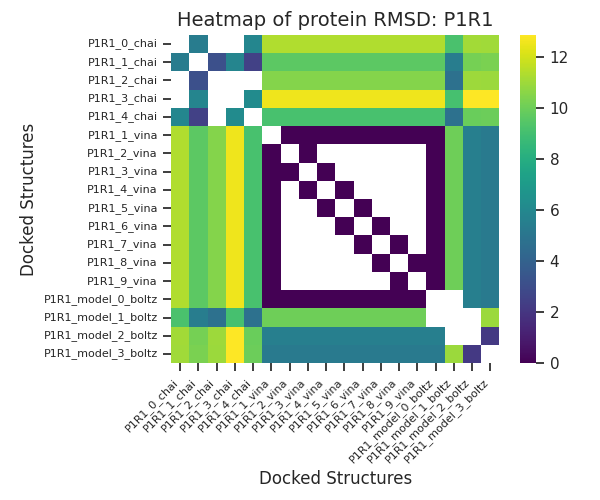 Heatmap of protein RMSD: P1R1
P1R1_0_chai
P1R1_1_chai
P1R1_2_chai
P1R1_3_chai
P1R1_4_chai
P1R1_1_vina
P1R1_2_vina
P1R1_3_vina
P1R1_4_vina
P1R1_5_vina
P1R1_6_vina
P1R1_7_vina
P1R1_8_vina
P1R1_9_vina
P1R1_model_0_boltz
P1R1_model_1_boltz
P1R1_model_2_boltz
P1R1_model_3_boltz
Docked Structures
P1R1_0_chai
P1R1_1_chai
P1R1_2_chai
P1R1_3_chai
P1R1_4_chai
P1R1_1_vina
P1R1_2_vina
P1R1_3_vina
P1R1_4_vina
P1R1_5_vina
P1R1_6_vina
P1R1_7_vina
P1R1_8_vina
P1R1_9_vina
P1R1_model_0_boltz
P1R1_model_1_boltz
P1R1_model_2_boltz
P1R1_model_3_boltz
Docked Structures
12
10
8
6
4
2
0